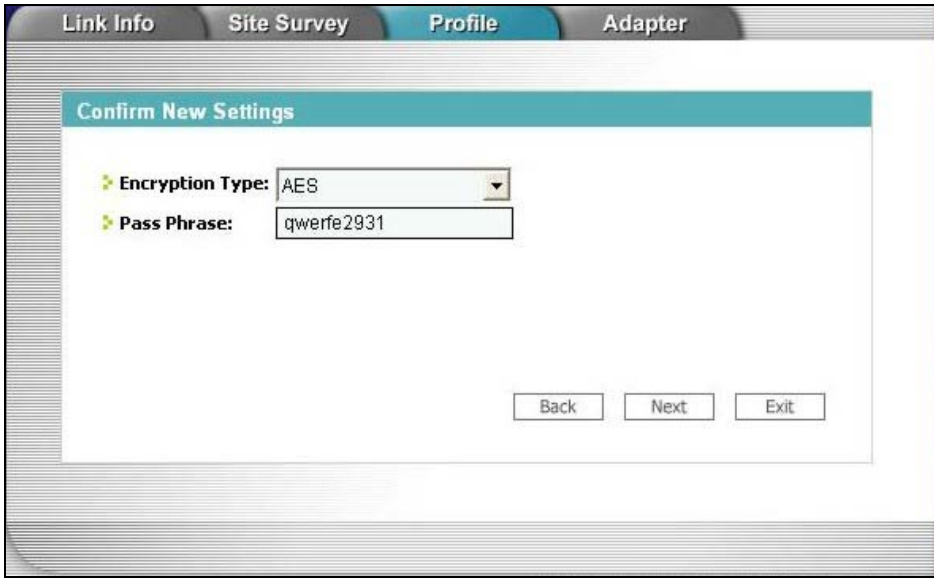 Link Info Site Survey Profile Adapter
Confirm New Settings
Encryption Type: AES
Pass Phrase: qwerfe2931
Back Next Exit